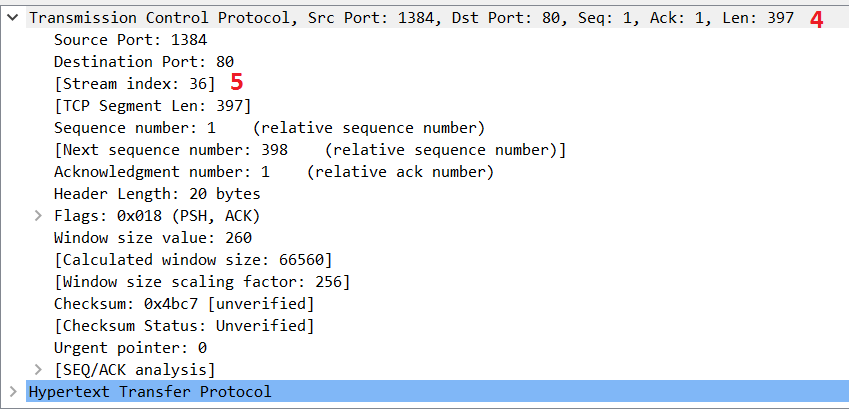 Transmission Control Protocol, Src Port: 1384, Dst Port: 80, Seq: 1, Ack: 1, Len: 397 4
Source Port: 1384
Destination Port: 80
[Stream index: 36] 5
[TCP Segment Len: 397]
Sequence number: 1    (relative sequence number)
[Next sequence number: 398    (relative sequence number)]
Acknowledgment number: 1    (relative ack number)
Header Length: 20 bytes
Flags: 0x018 (PSH, ACK)
Window size value: 260
[Calculated window size: 66560]
[Window size scaling factor: 256]
Checksum: 0x4bc7 [unverified]
[Checksum Status: Unverified]
Urgent pointer: 0
[SEQ/ACK analysis]
Hypertext Transfer Protocol